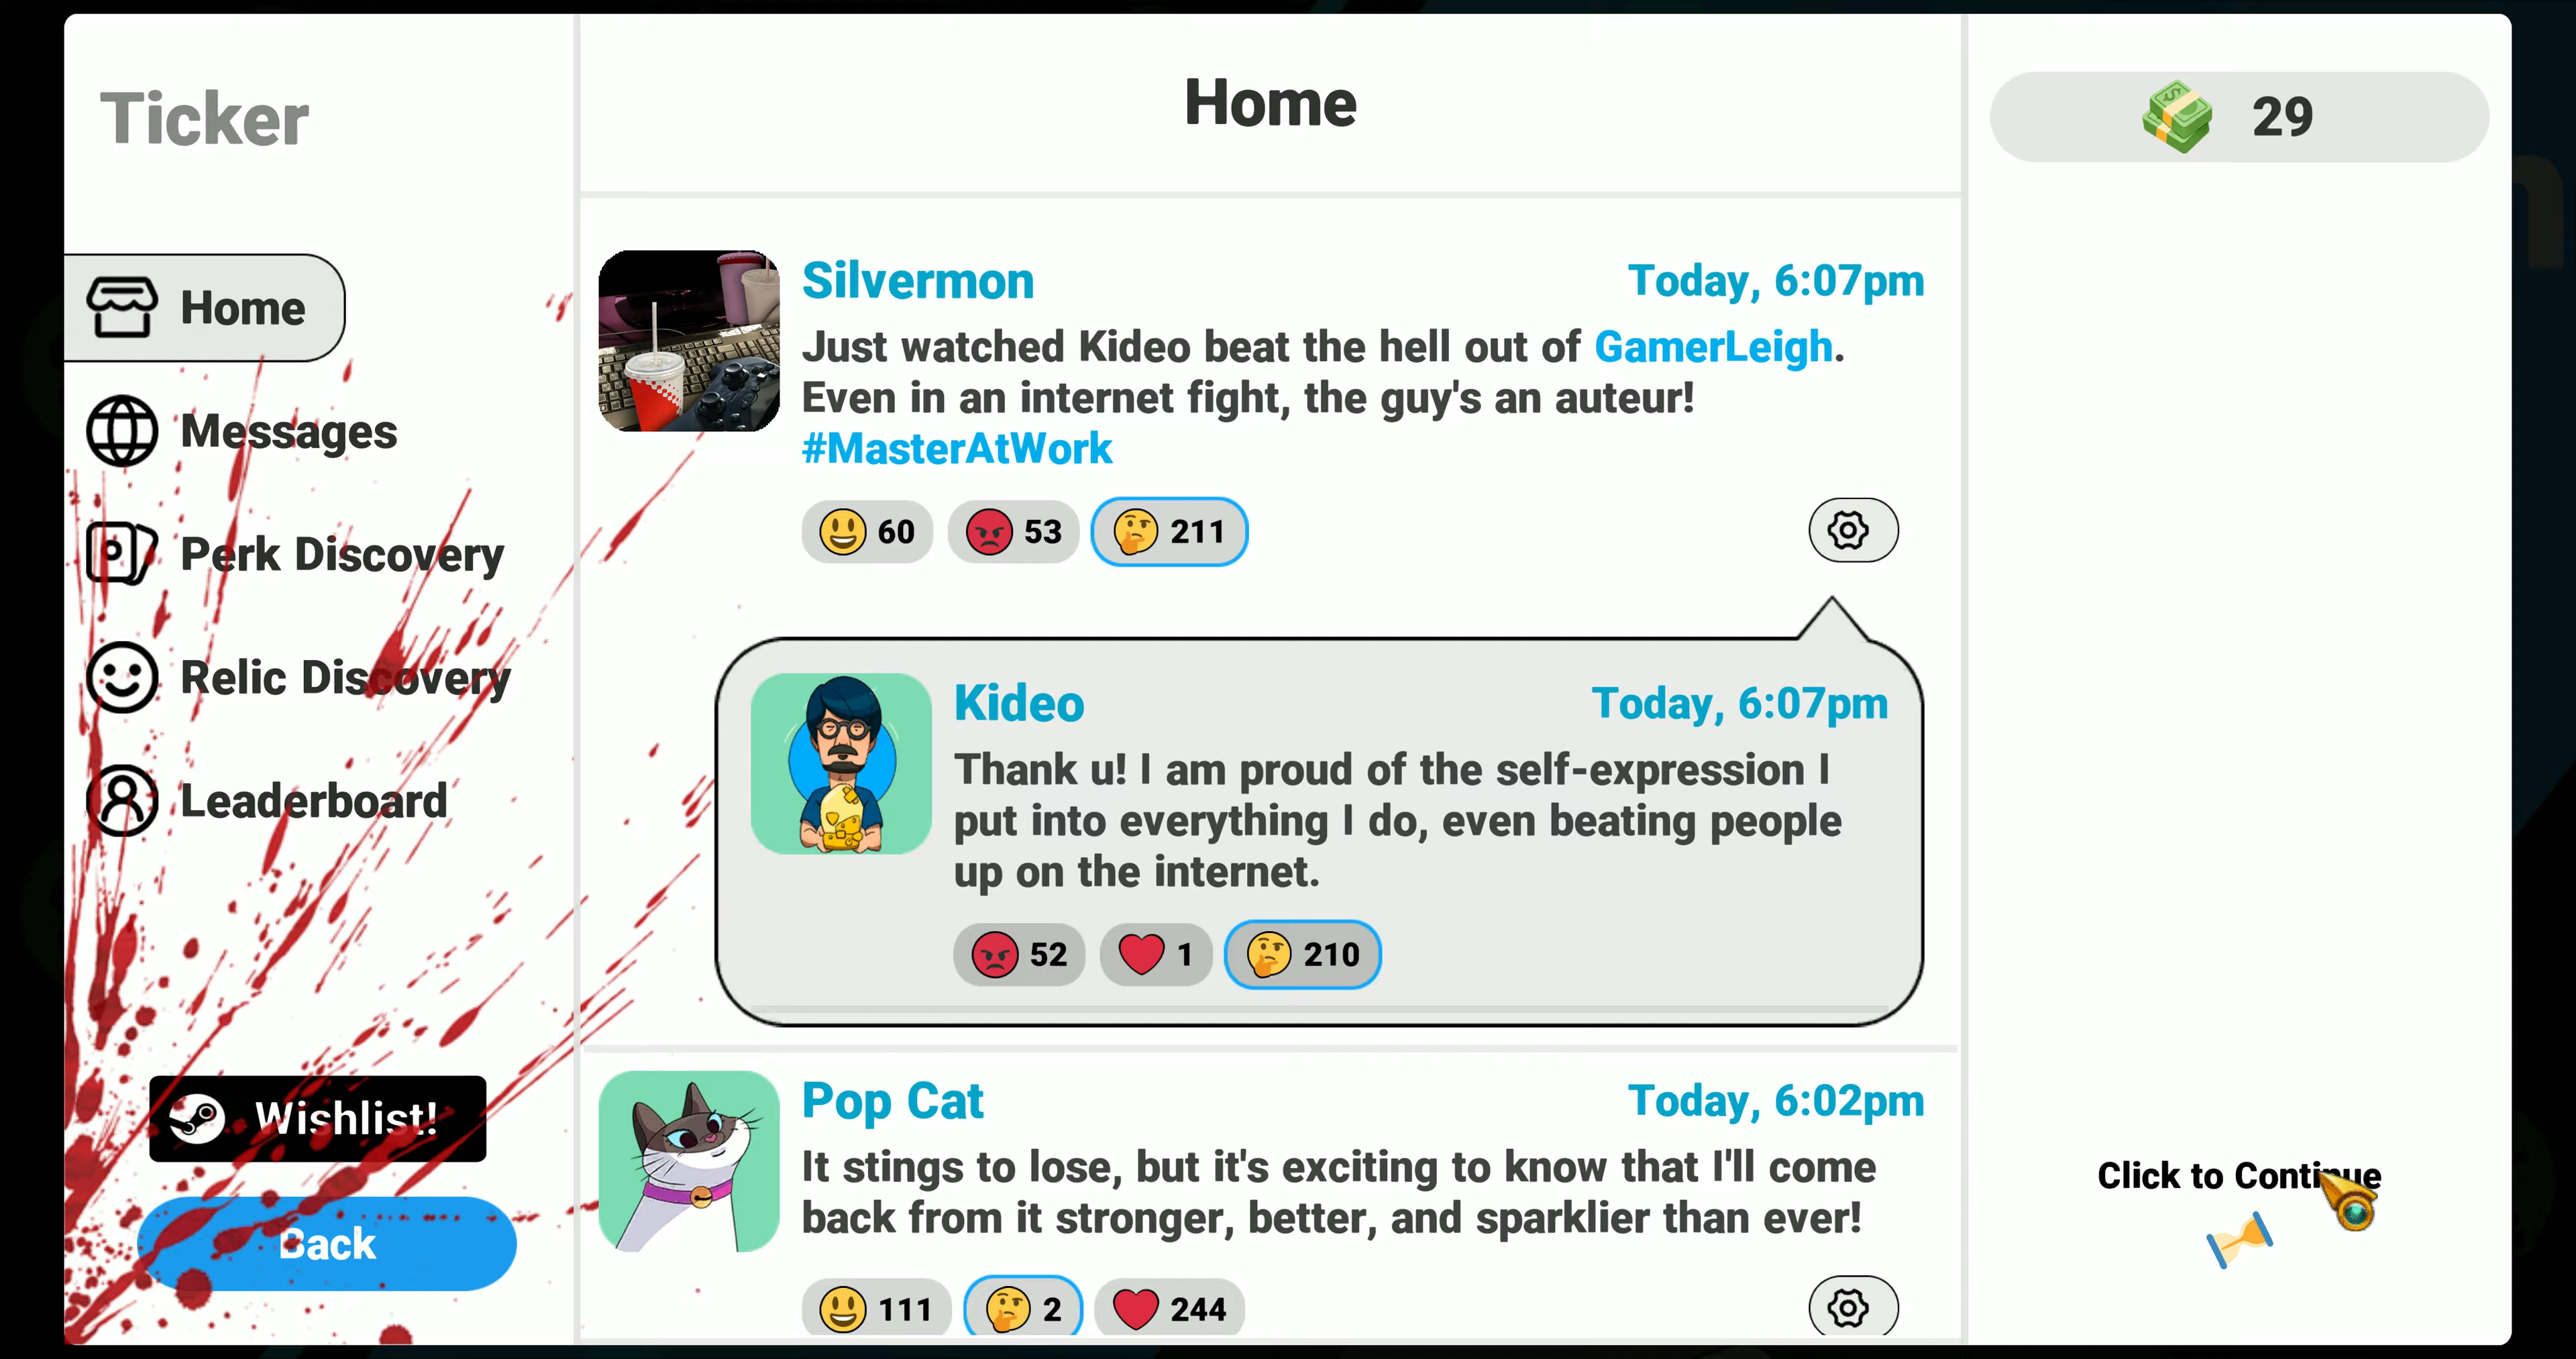 Ticker
Home
29
Home
Messages
Perk Discovery
Relic Discovery
Leaderboard
Wishlist!
Back
Silvermon
Today, 6:07pm
Just watched Kideo beat the hell out of GamerLeigh.
Even in an internet fight, the guy's an auteur!
#MasterAtWork
60
53
211
Kideo
Today, 6:07pm
Thank u! I am proud of the self-expression I
put into everything I do, even beating people
up on the internet.
52
1
210
Pop Cat
Today, 6:02pm
It stings to lose, but it's exciting to know that I'll come
back from it stronger, better, and sparklier than ever!
111
2
244
Click to Continue